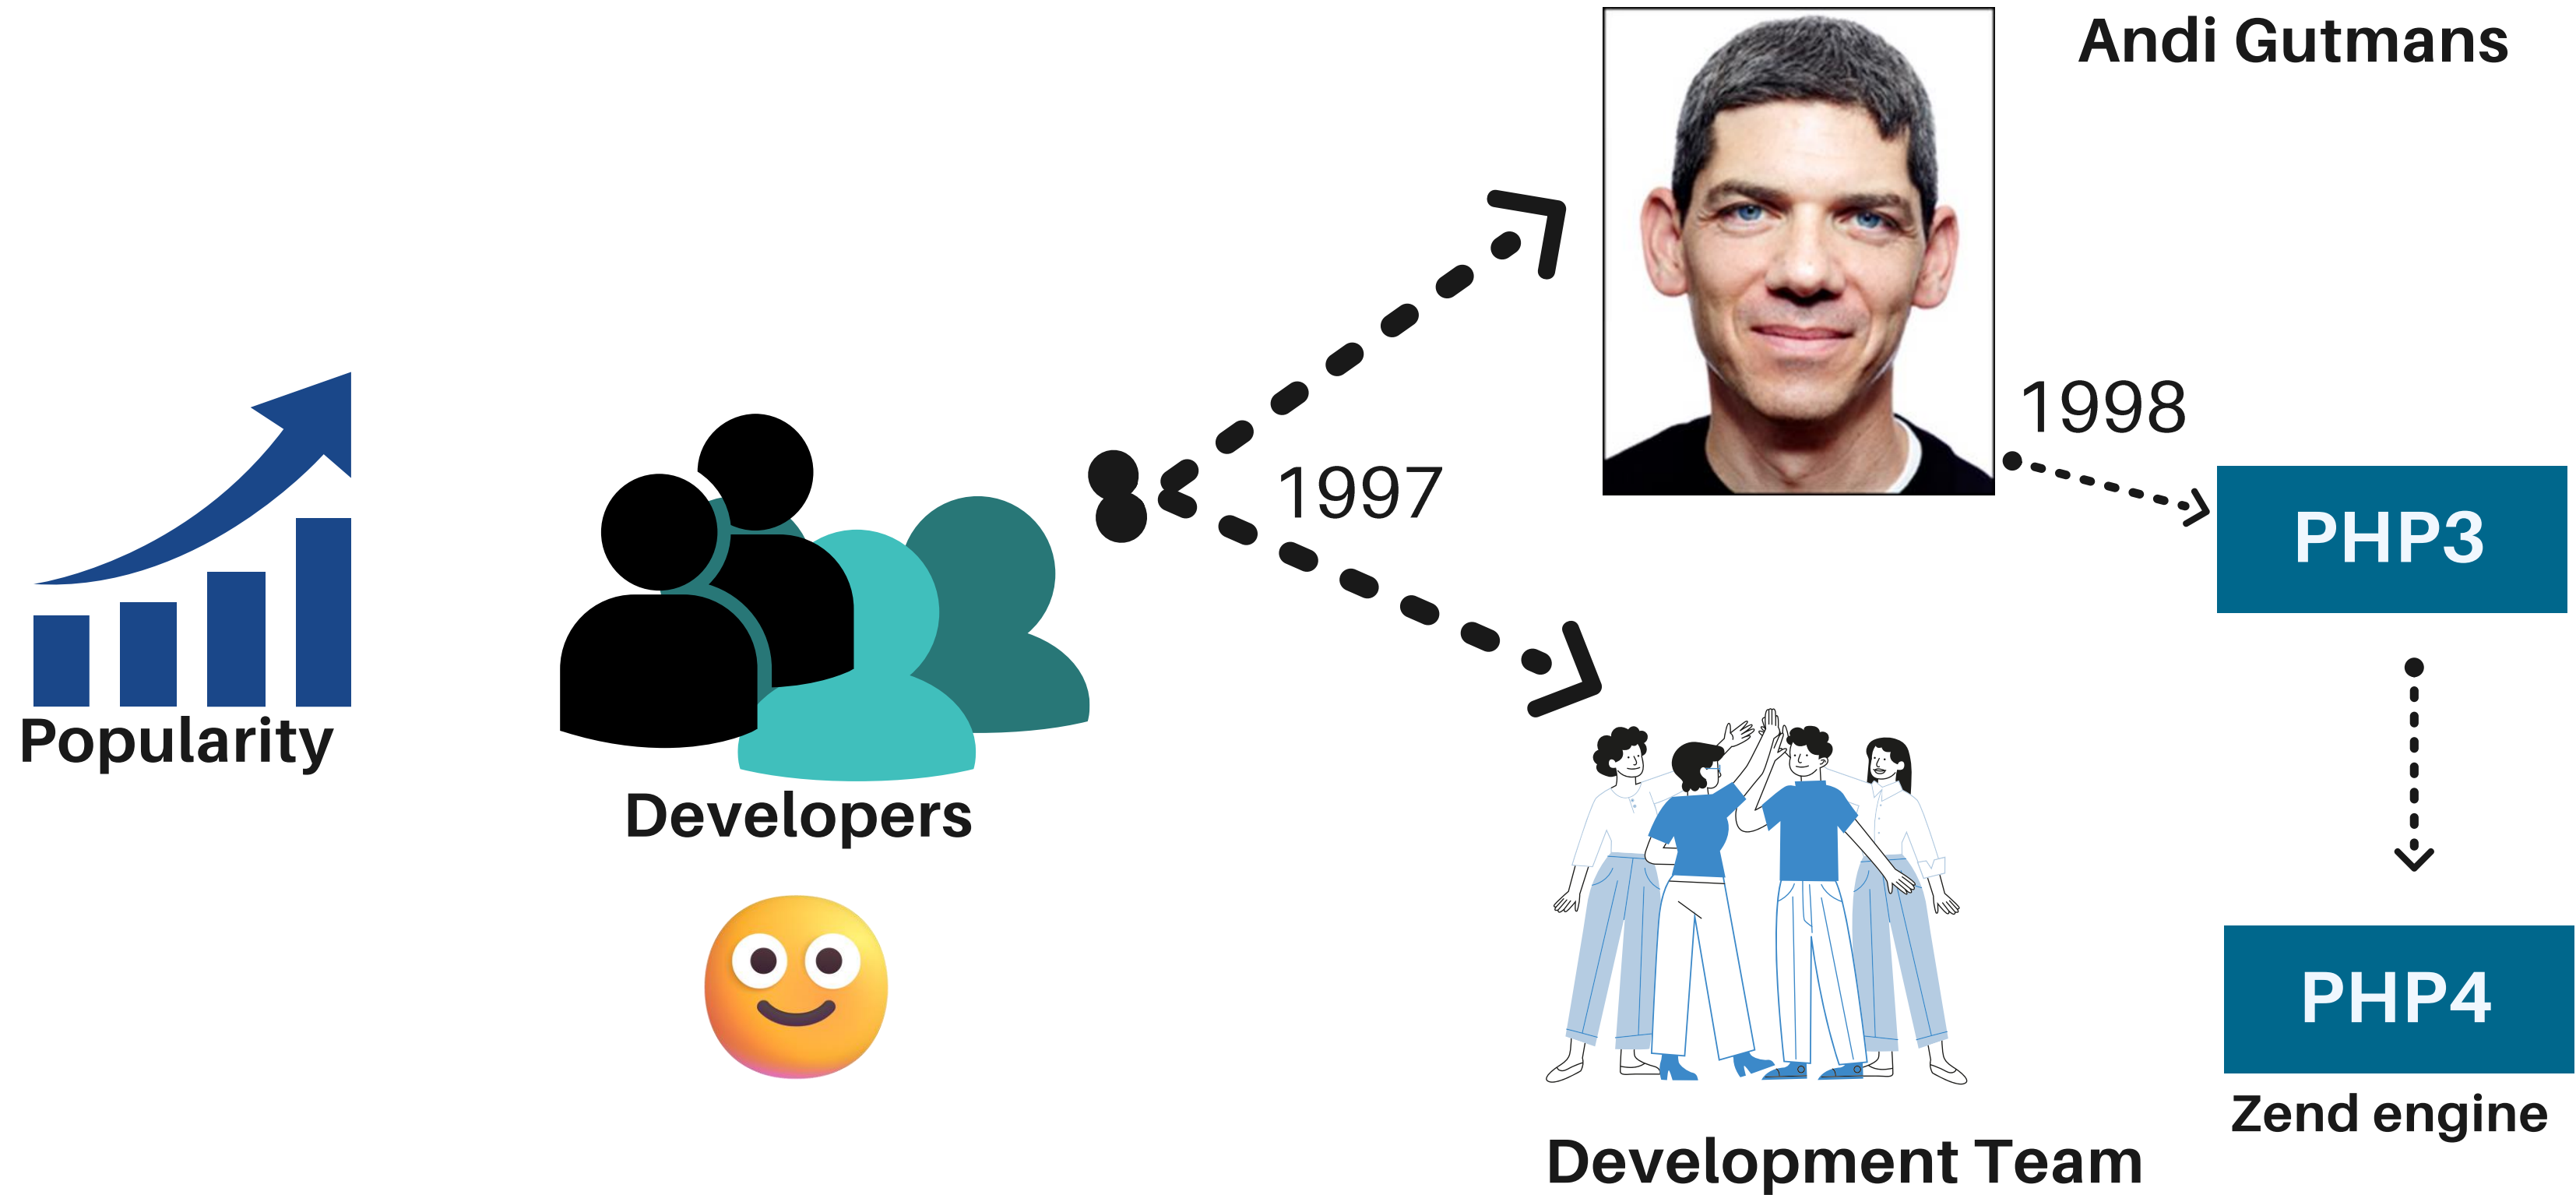 Andi Gutmans
1998
1997
PHP3
Popularity
Developers
PHP4
Zend engine
Development Team